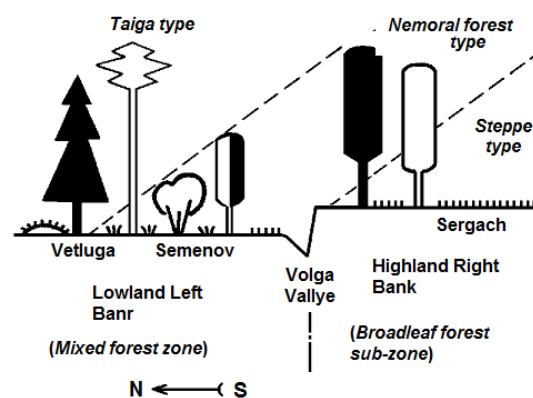 Taiga type
Nemoral forest
type
Steppe
type
Vetluga
Semenov
Sergach
Volga
Vallye
Highland Right
Bank
Lowland Left
Banr
(Mixed forest zone)
(Broadleaf forest
sub-zone)
N
S